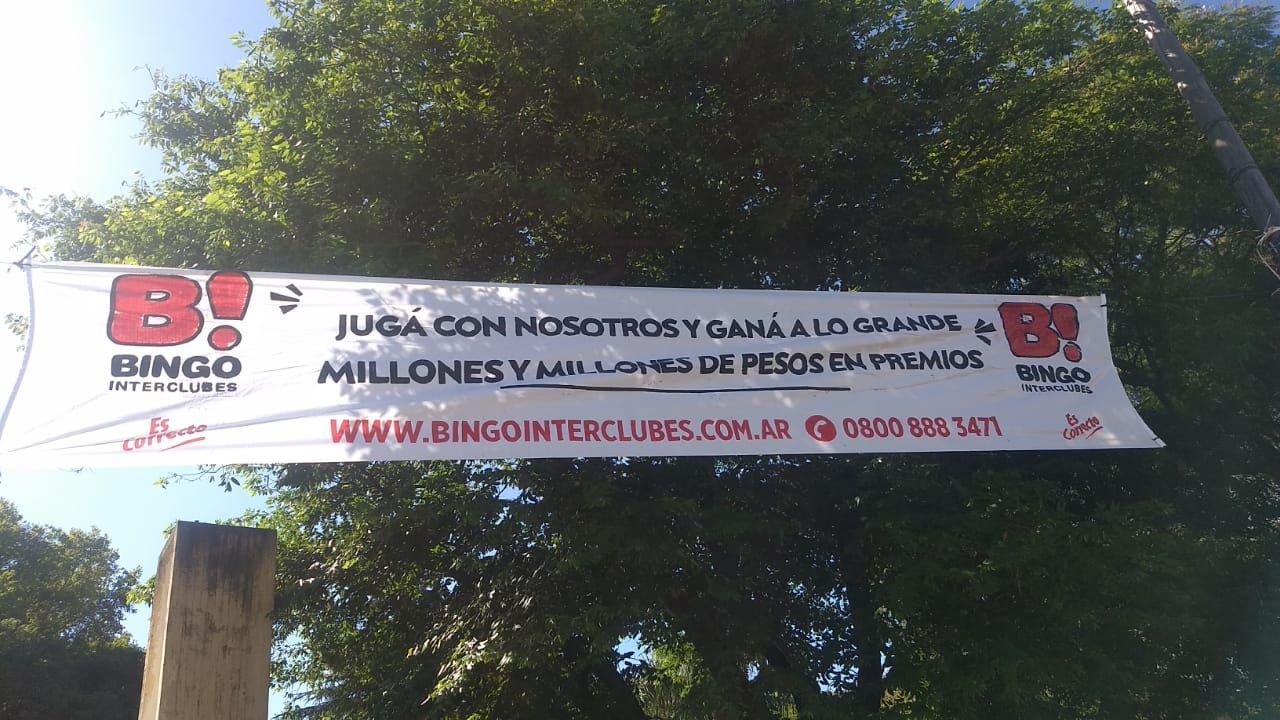 B!
BINGO
INTERCLUBES
Es
Correcto
JUGÁ CON NOSOTROS Y GANÁ A LO GRANDE
MILLONES Y MILLONES DE PESOS EN PREMIOS
WWW.BINGOINTERCLUBES.COM.AR 0800 888 3471
B!
BINGO
INTERCLUBES
Es
Correcto